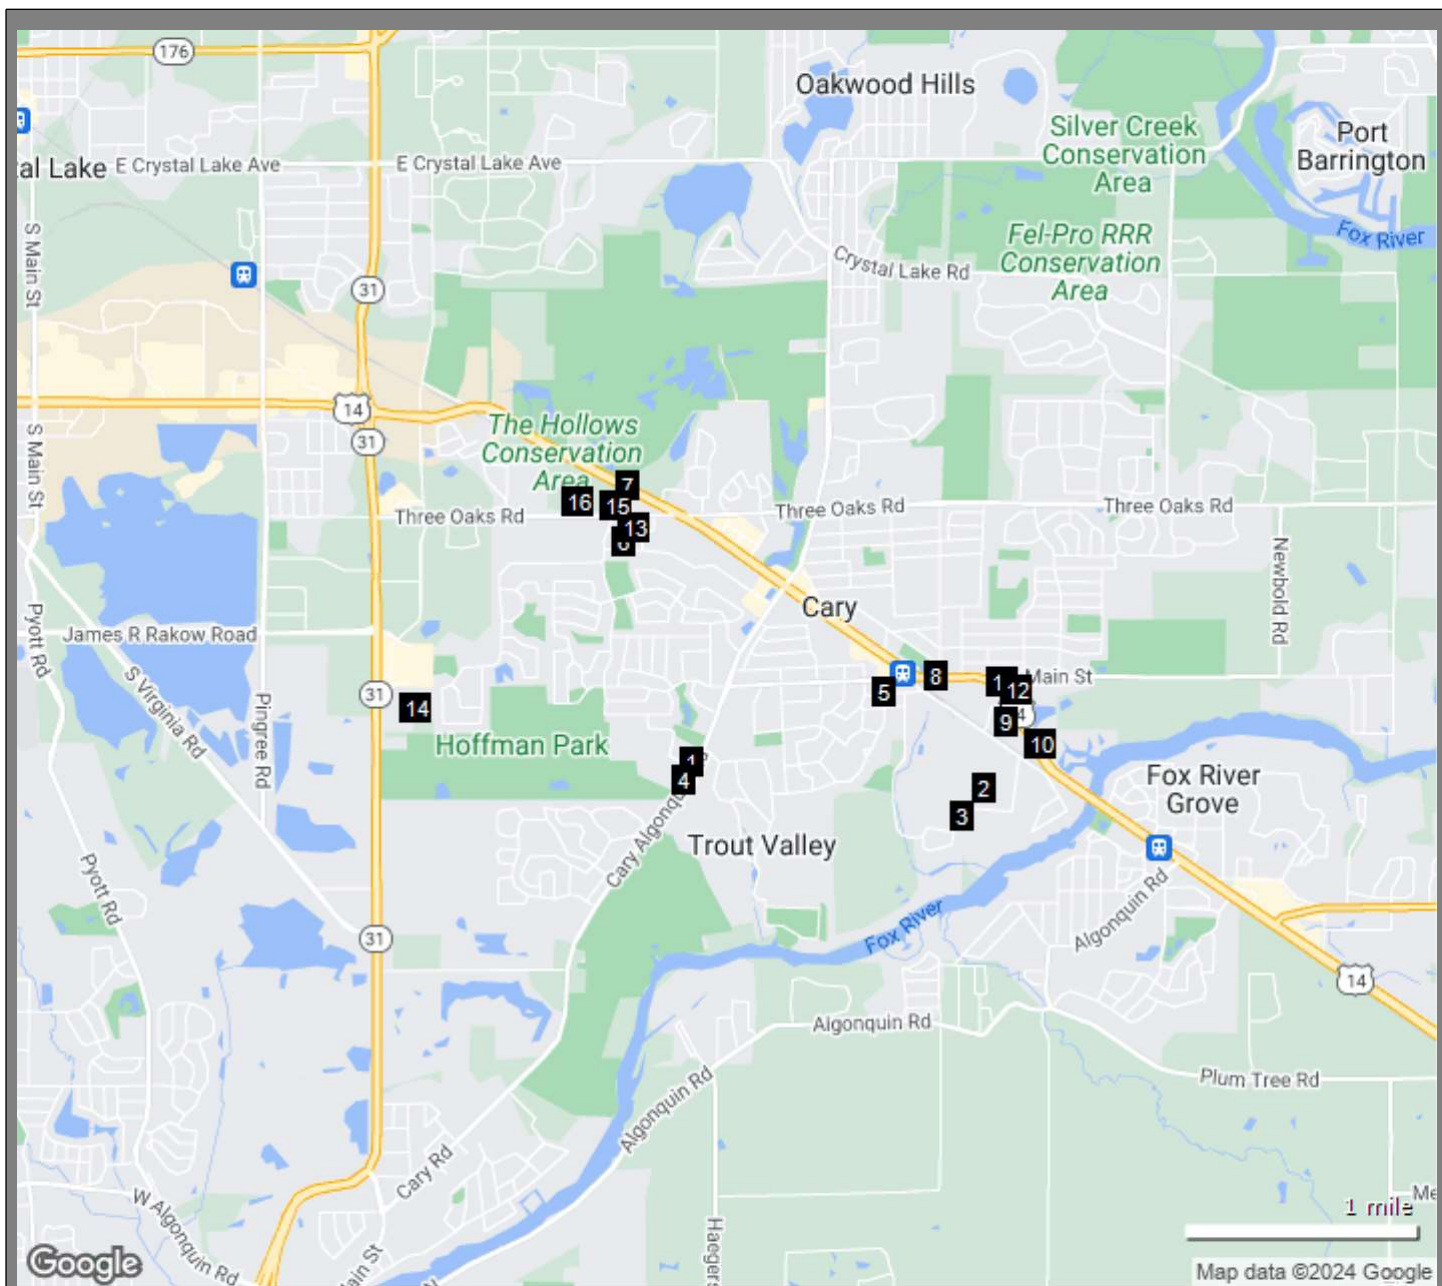 176
Oakwood Hills
Silver Creek
Conservation
Area
Port
Barrington
tal Lake
E Crystal Lake Ave
E Crystal Lake Ave
S Main St
Fox River
Fel-Pro RRR
Conservation
Area
Crystal Lake Rd
31
14
31
S Main St
The Hollows
Conservation
Area
7
16
15
13
Three Oaks Rd
Three Oaks Rd
Three Oaks Rd
Newbold Rd
Cary
Pyott Rd
James R Rakow Road
S Virginia Rd
Pingree Rd
31
14
5
8
12
Main St
9
10
Hoffman Park
1
4
2
3
Fox River
Grove
Trout Valley
Cary Algonqu
Pyott Rd
Fox River
Algonquin Rd
31
14
Algonquin Rd
Plum Tree Rd
Algonquin Rd
Cary Rd
W Algonquin Rd
Main St
Haegers
Me
1 mile
Google
Map data ©2024 Google